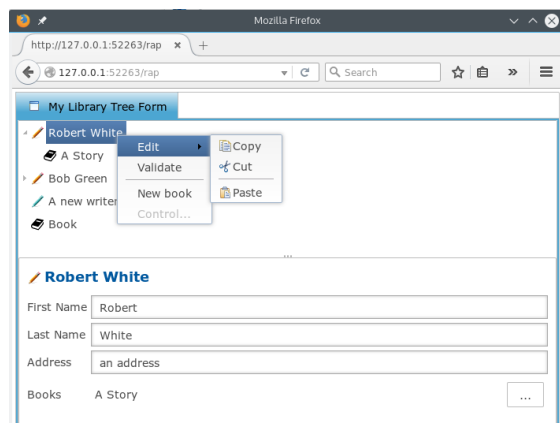 Mozilla Firefox
http://127.0.0.1:52263/rap × +
127.0.0.1:52263/rap
Search
My Library Tree Form
Robert White
A Story
Bob Green
A new writer
Book
Edit
Validate
New book
Control...
Copy
Cut
Paste
Robert White
First Name Robert
Last Name White
Address an address
Books A Story ...